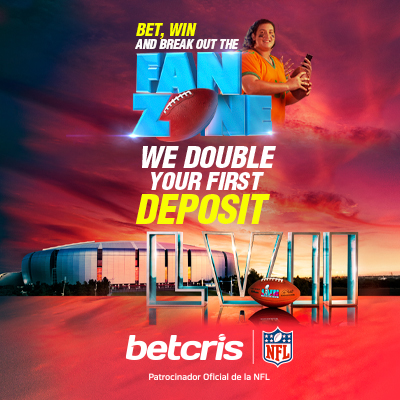 BET, WIN
AND BREAK OUT THE
FAN
ZONE
WE DOUBLE
YOUR FIRST
DEPOSIT
LVII
betcris
NFL
Patrocinador Oficial de la NFL